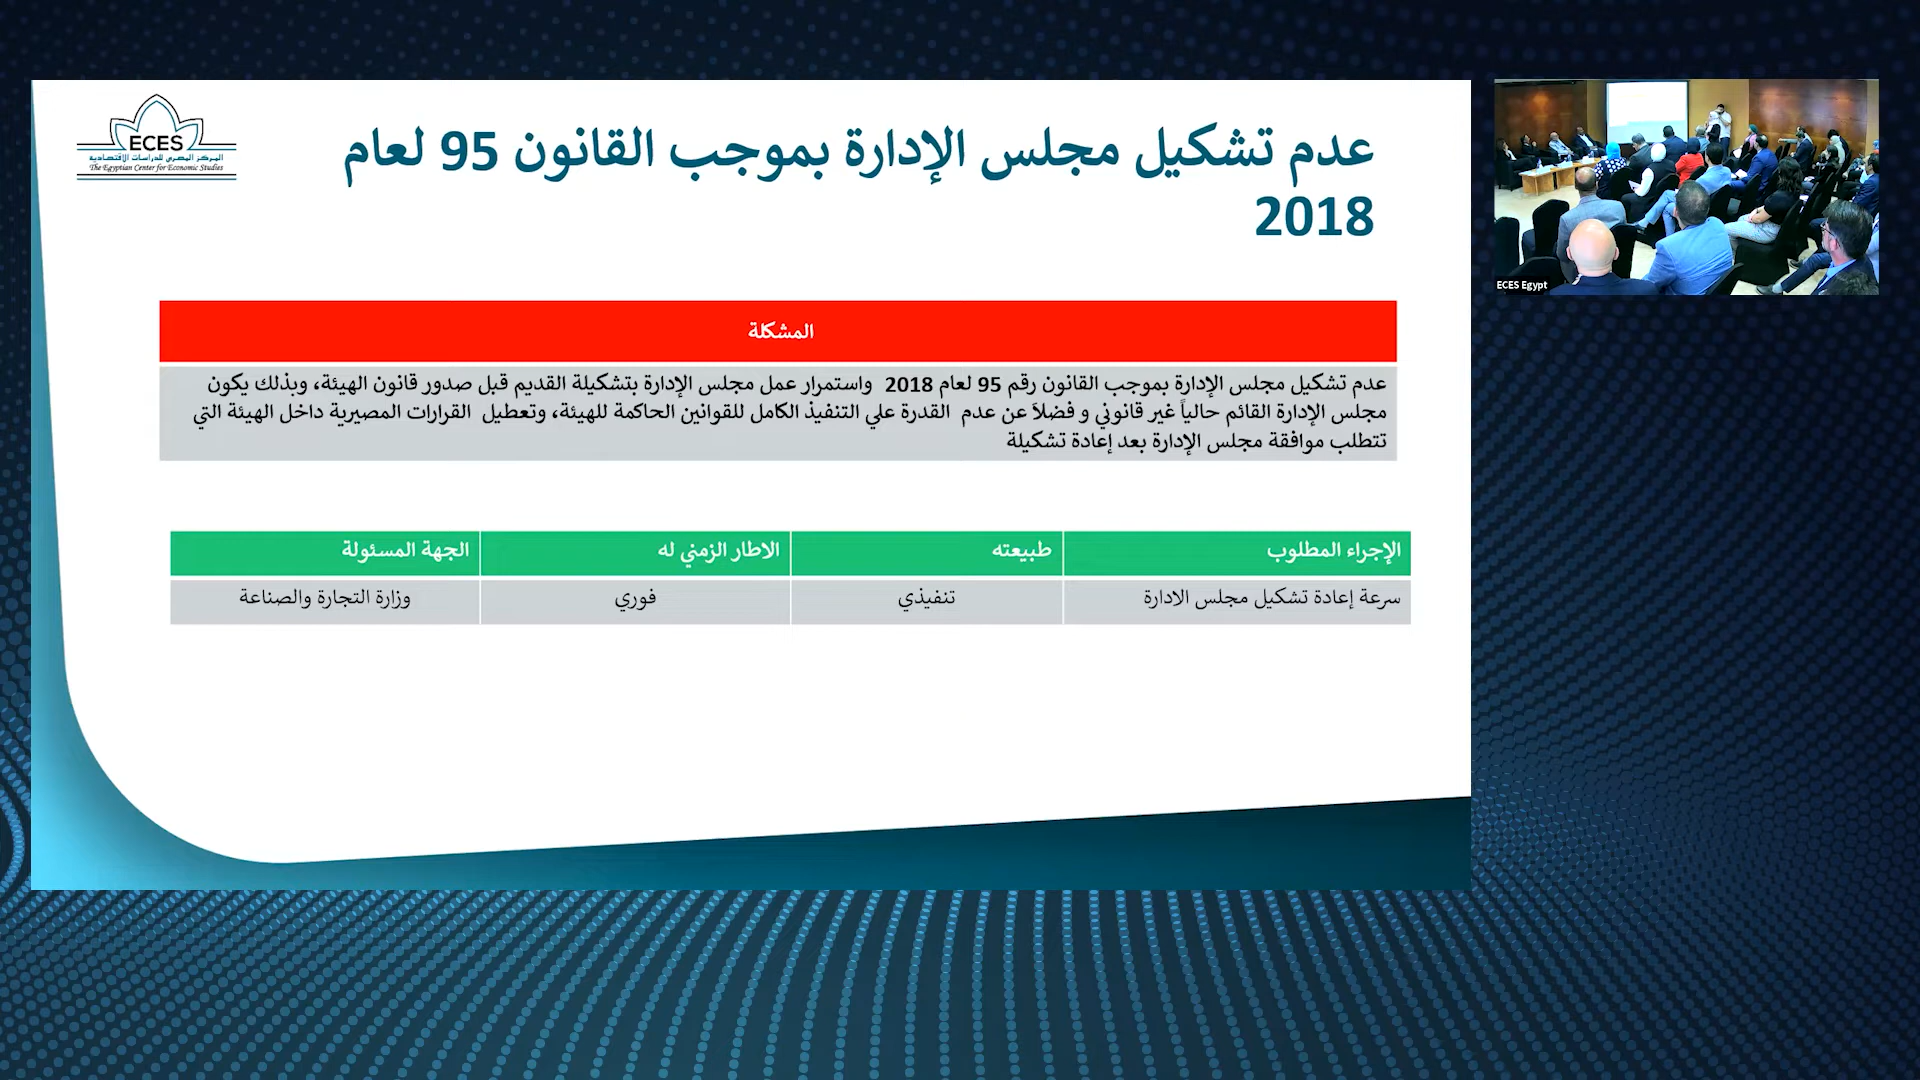 ECES
المركز المصري للدراسات الاقتصادية
The Egyptian Center for Economic Studies
عدم تشكيل مجلس الإدارة بموجب القانون 95 لعام
2018
المشكلة
عدم تشكيل مجلس الإدارة بموجب القانون رقم 95 لعام 2018 واستمرار عمل مجلس الإدارة بتشكيلة القديم قبل صدور قانون الهيئة، وبذلك يكون
مجلس الإدارة القائم حالياً غير قانوني و فضلاً عن عدم القدرة علي التنفيذ الكامل للقوانين الحاكمة للهيئة، وتعطيل القرارات المصيرية داخل الهيئة التي
تتطلب موافقة مجلس الإدارة بعد إعادة تشكيلة
الإجراء المطلوب طبيعته الاطار الزمني له الجهة المسئولة
سرعة إعادة تشكيل مجلس الادارة تنفيذي فوري وزارة التجارة والصناعة
ECES Egypt